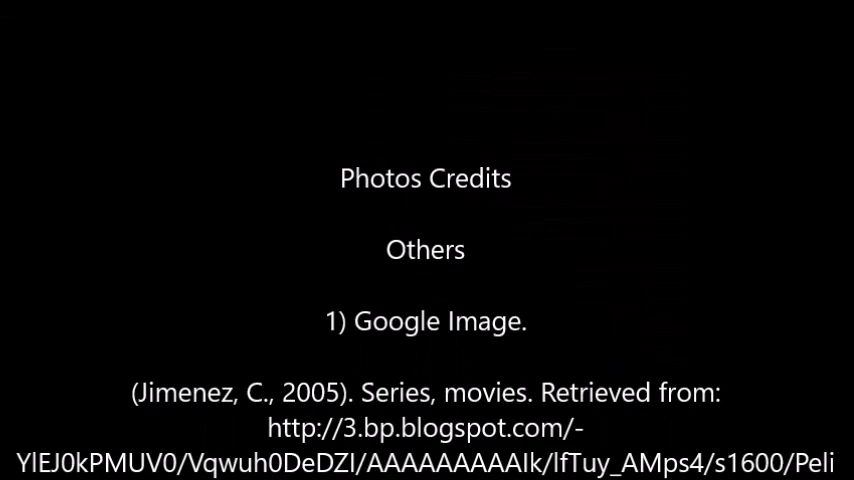 Photos Credits
Others
1) Google Image.
(Jimenez, C., 2005). Series, movies. Retrieved from:
http://3.bp.blogspot.com/-
YlEJ0kPMUV0/Vqwuh0DeDZI/AAAAAAAAAIk/lfTuy_AMps4/s1600/Peli